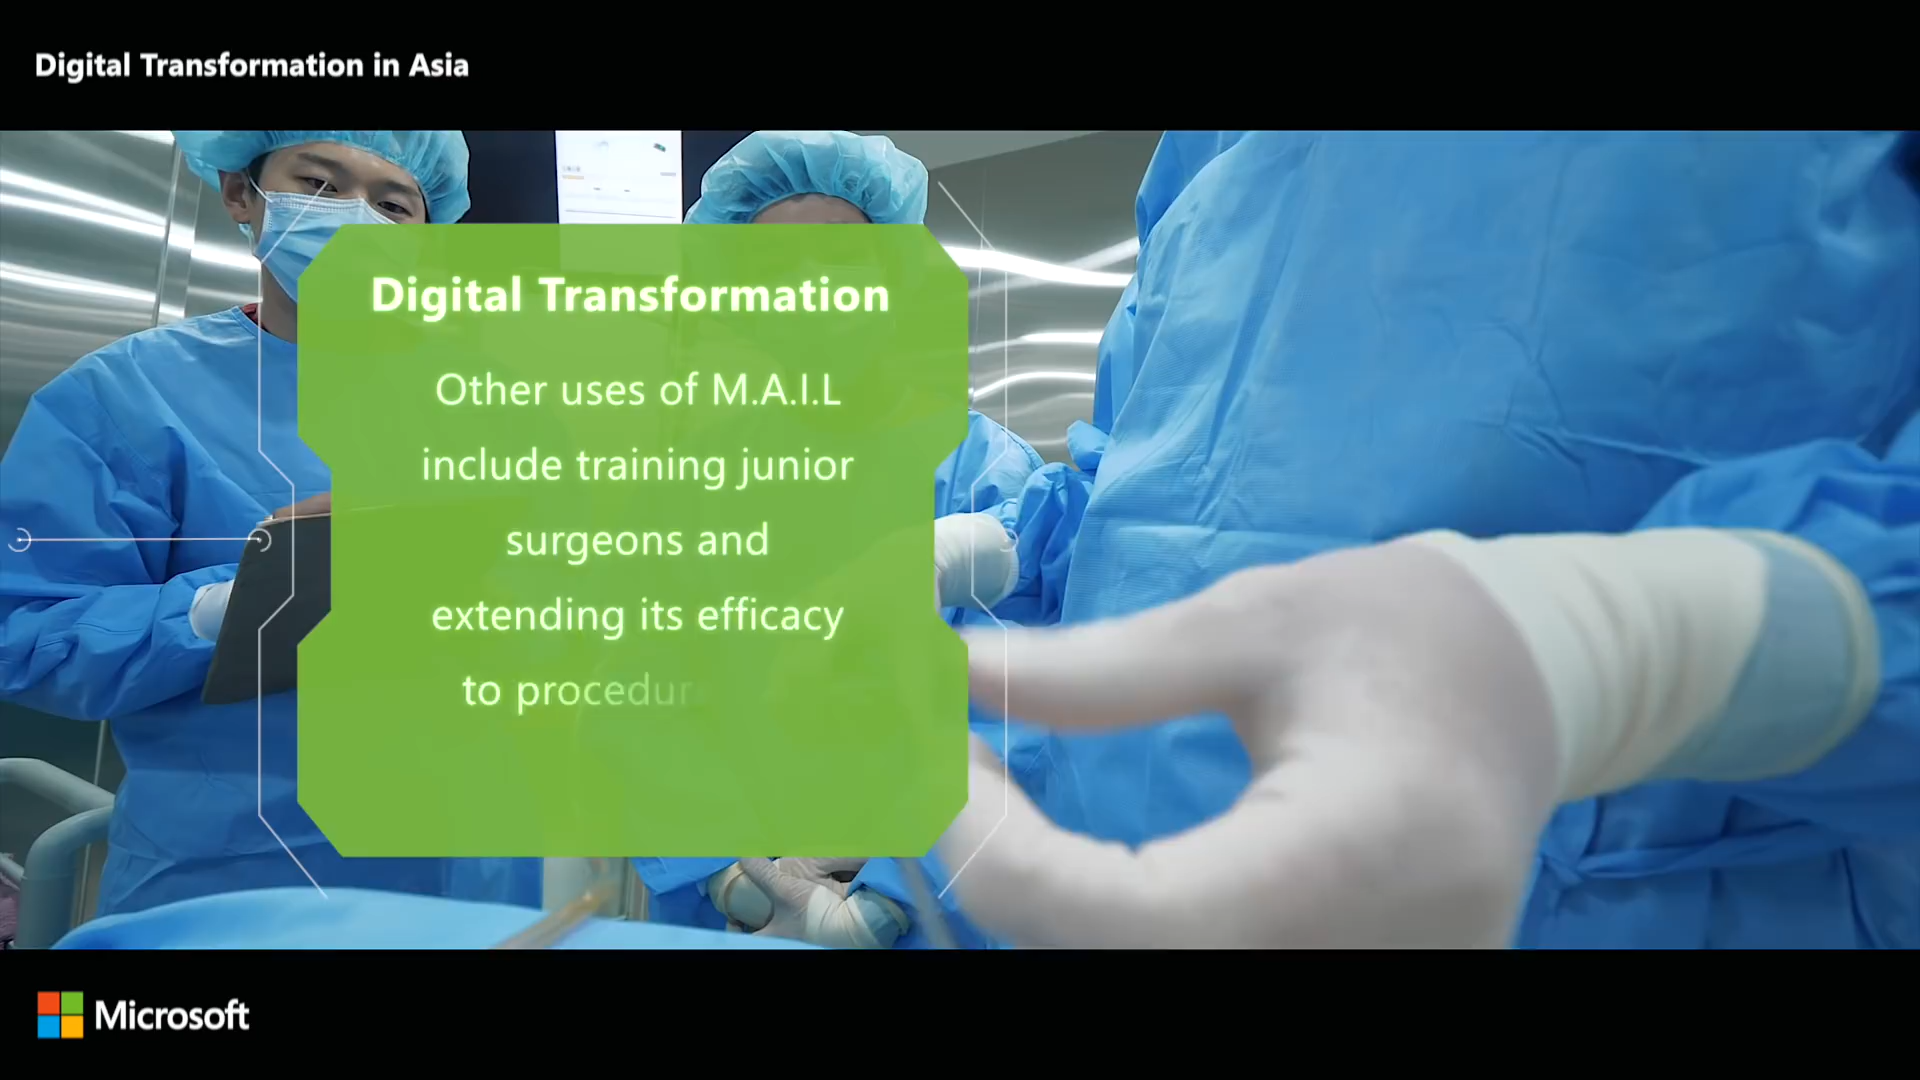 Digital Transformation in Asia
Digital Transformation
Other uses of M.A.I.L
include training junior
surgeons and
extending its efficacy
to procedur
Microsoft